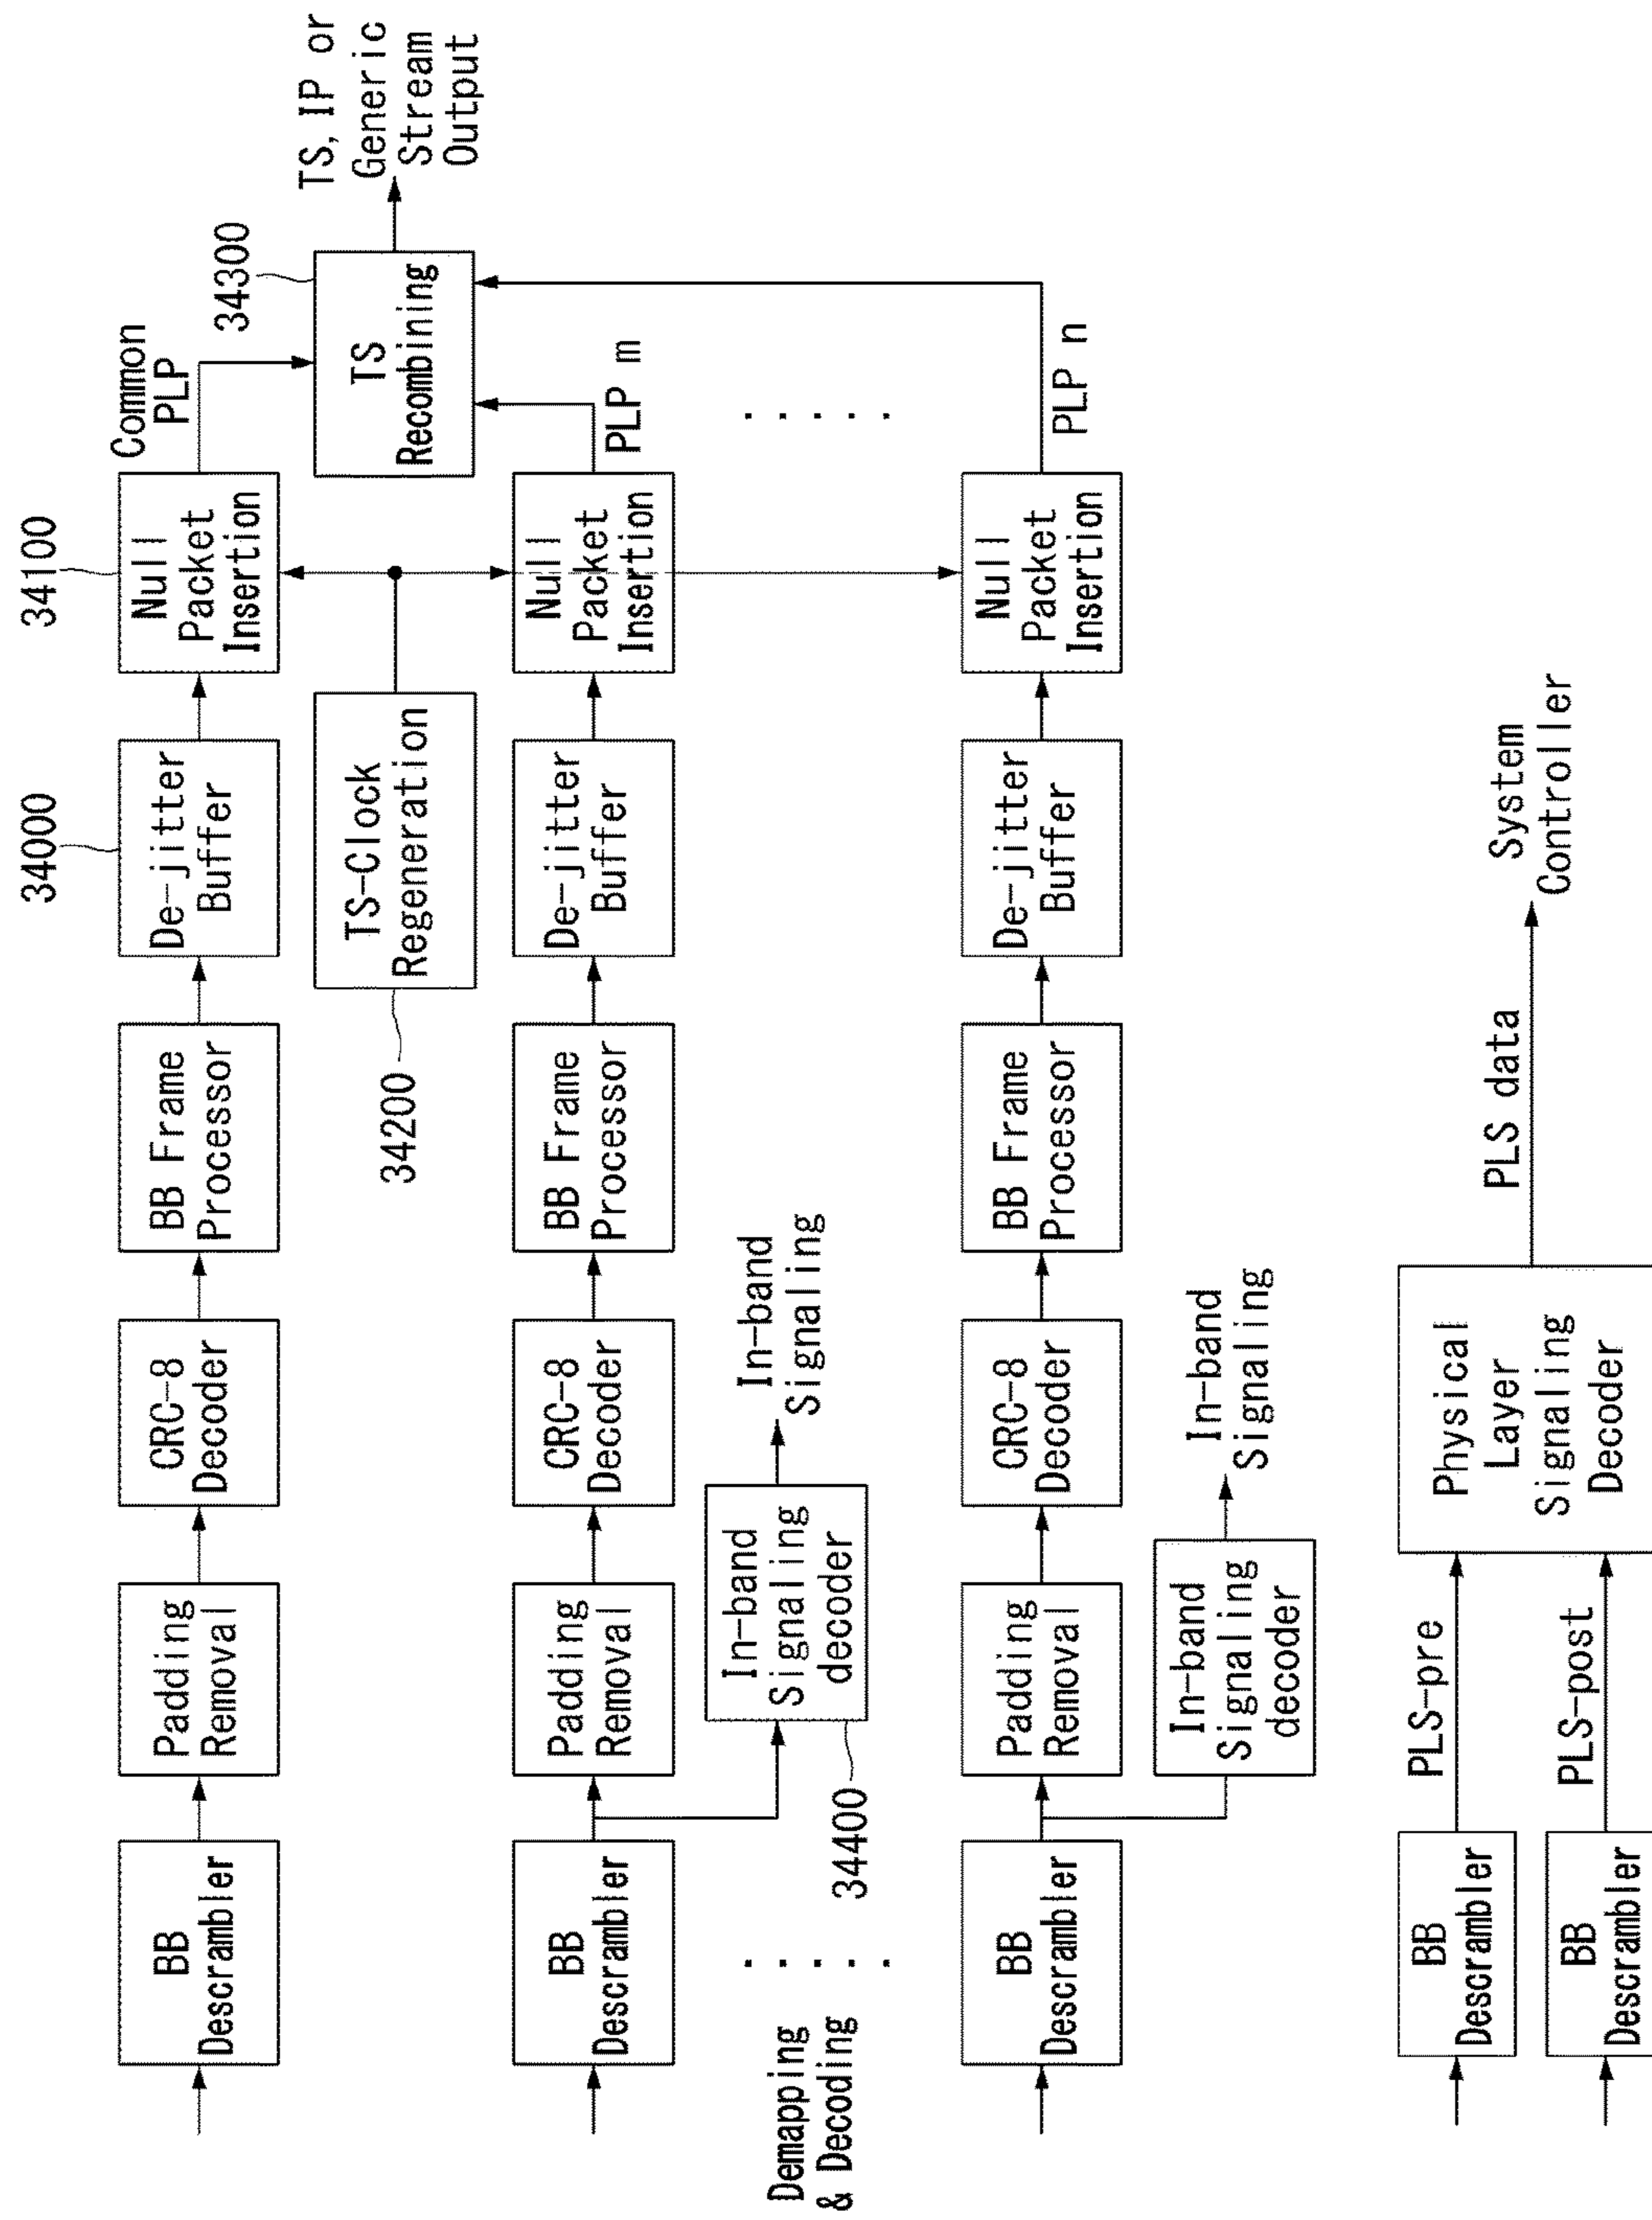 34000
34100
BB
Descrambler
Padding
Removal
CRC-8
Decoder
BB Frame
Processor
De-jitter
Buffer
Null
Packet
Insertion
Common
PLP
34300
34200
TS-Clock
Regeneration
TS
Recombining
TS, IP or
Generic
Stream
Output
BB
Descrambler
Padding
Removal
CRC-8
Decoder
BB Frame
Processor
De-jitter
Buffer
Null
Packet
Insertion
PLP m
In-band
Signaling
decoder
In-band
Signaling
34400
Demapping
& Decoding
. . . . .
. . . . .
BB
Descrambler
Padding
Removal
CRC-8
Decoder
BB Frame
Processor
De-jitter
Buffer
Null
Packet
Insertion
PLP n
In-band
Signaling
decoder
In-band
Signaling
BB
Descrambler
PLS-pre
BB
Descrambler
PLS-post
Physical
Layer
Signaling
Decoder
PLS data
System
Controller